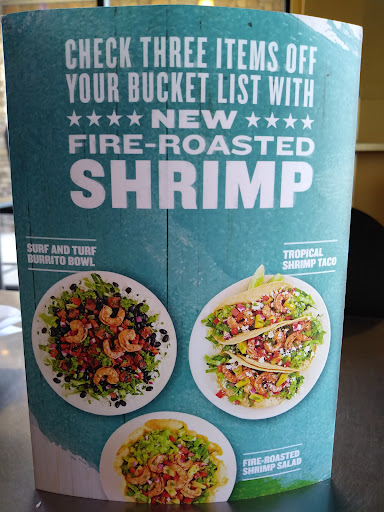 CHECK THREE ITEMS OFF
YOUR BUCKET LIST WITH
★★★★ NEW ★★★★
FIRE-ROASTED
SHRIMP
SURF AND TURF
BURRITO BOWL
TROPICAL
SHRIMP TACO
FIRE-ROASTED
SHRIMP SALAD